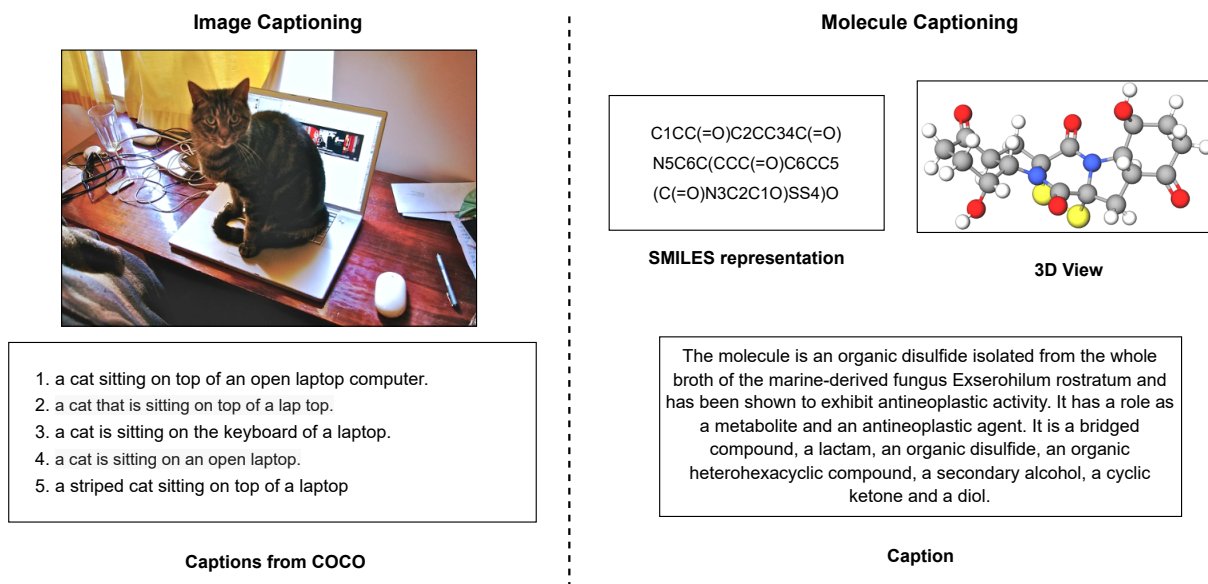 Image Captioning
1. a cat sitting on top of an open laptop computer.
2. a cat that is sitting on top of a lap top.
3. a cat is sitting on the keyboard of a laptop.
4. a cat is sitting on an open laptop.
5. a striped cat sitting on top of a laptop
Captions from COCO
Molecule Captioning
C1CC(=O)C2CC34C(=O)
N5C6C(CCC(=O)C6CC5
(C(=O)N3C2C1O)SS4)O
SMILES representation
3D View
The molecule is an organic disulfide isolated from the whole
broth of the marine-derived fungus Exserohilum rostratum and
has been shown to exhibit antineoplastic activity. It has a role as
a metabolite and an antineoplastic agent. It is a bridged
compound, a lactam, an organic disulfide, an organic
heterohexacyclic compound, a secondary alcohol, a cyclic
ketone and a diol.
Caption